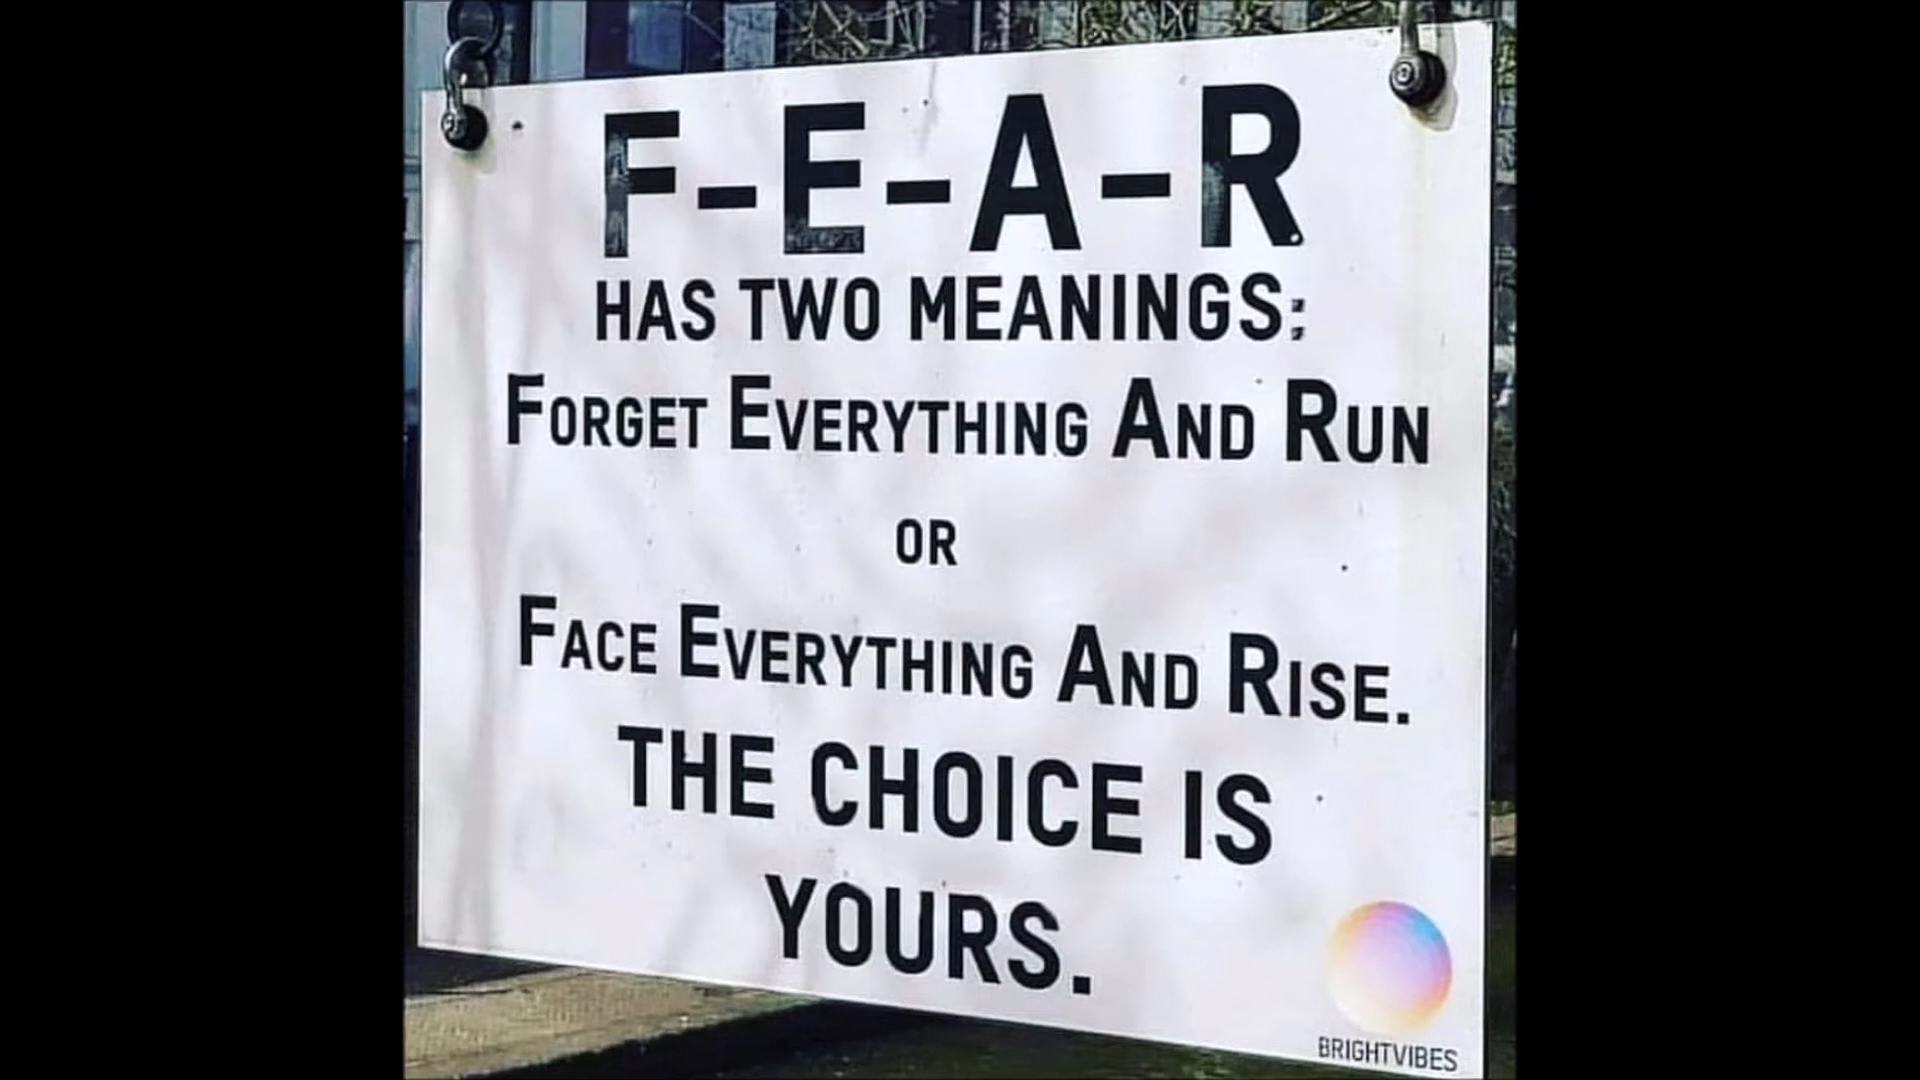 F-E-A-R
HAS TWO MEANINGS:
FORGET EVERYTHING AND RUN
OR
FACE EVERYTHING AND RISE.
THE CHOICE IS
YOURS.
BRIGHTVIBES